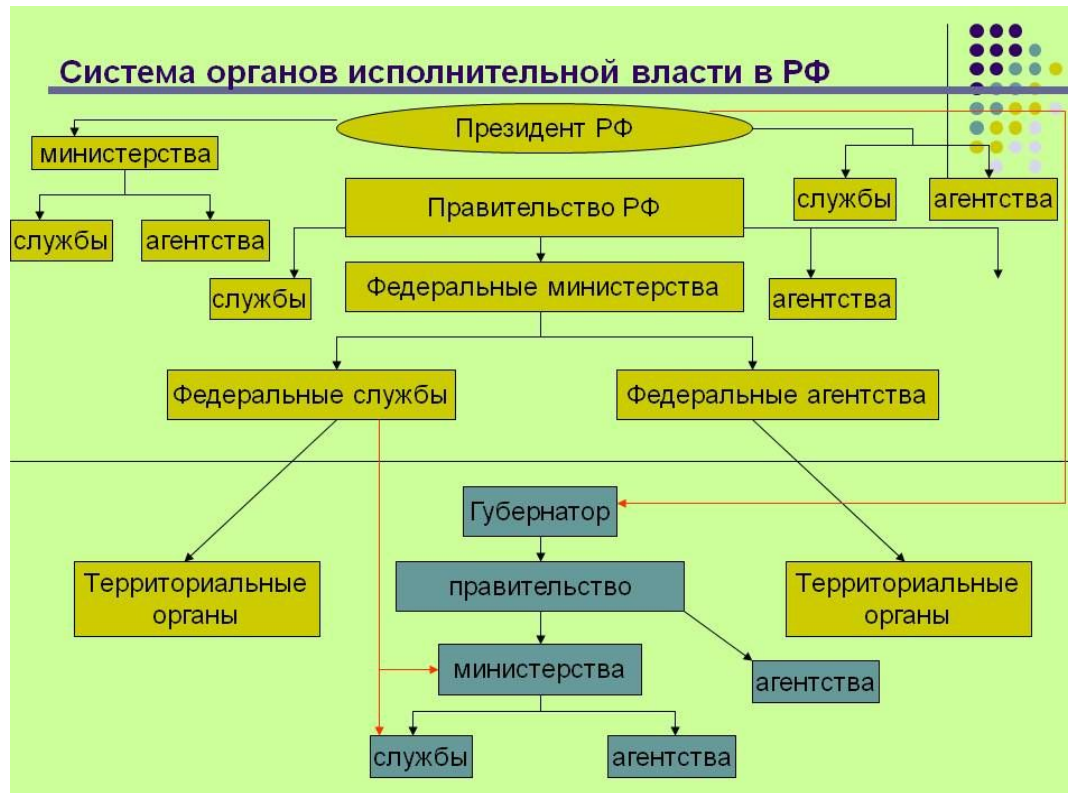 Система органов исполнительной власти в РФ
Президент РФ
министерства
службы
агентства
службы
агентства
Правительство РФ
службы
Федеральные министерства
агентства
Федеральные службы
Федеральные агентства
Губернатор
Территориальные
органы
правительство
Территориальные
органы
министерства
агентства
службы
агентства